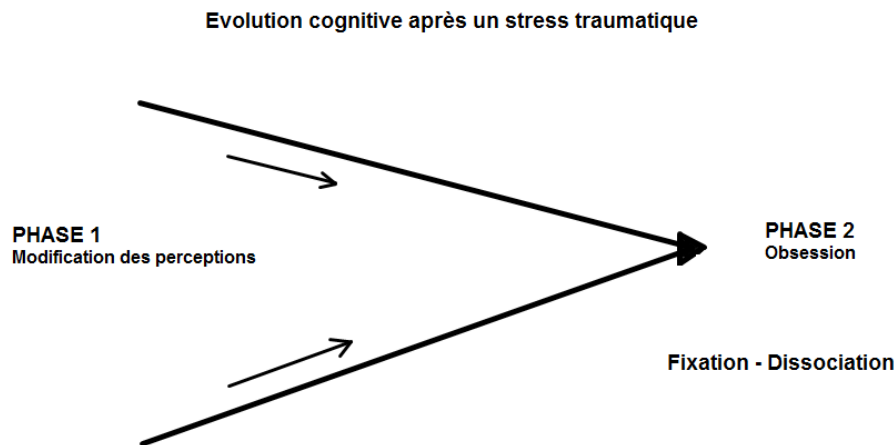 Evolution cognitive après un stress traumatique
PHASE 1
Modification des perceptions
PHASE 2
Obsession
Fixation - Dissociation